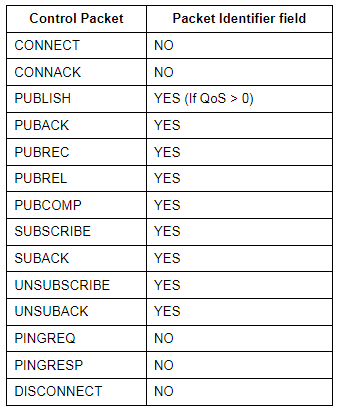 Control Packet Packet Identifier field
CONNECT NO
CONNACK NO
PUBLISH YES (If QoS > 0)
PUBACK YES
PUBREC YES
PUBREL YES
PUBCOMP YES
SUBSCRIBE YES
SUBACK YES
UNSUBSCRIBE YES
UNSUBACK YES
PINGREQ NO
PINGRESP NO
DISCONNECT NO